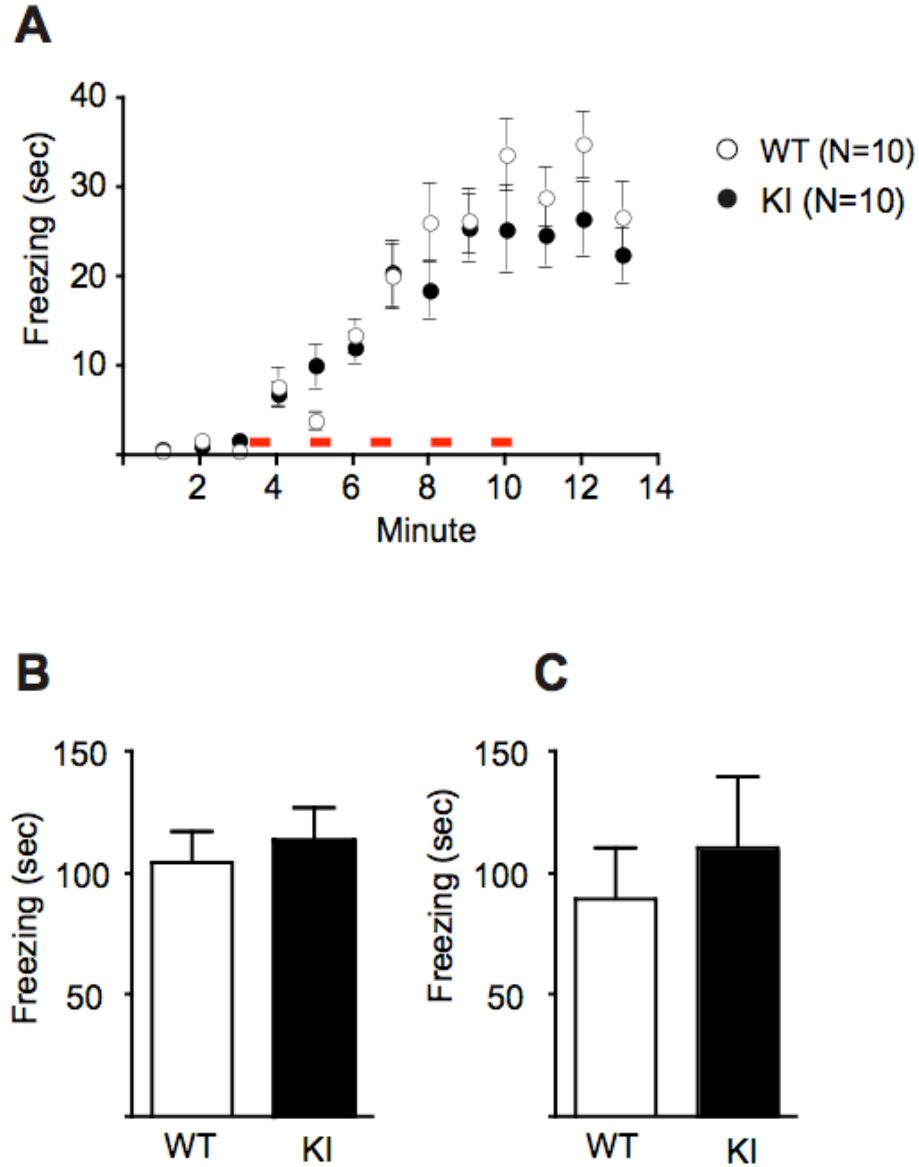 A
Freezing (sec)
40
30
20
10
WT (N=10)
KI (N=10)
2 4 6 8 10 12 14
Minute
B
Freezing (sec)
150
100
50
WT KI
C
Freezing (sec)
150
100
50
WT KI